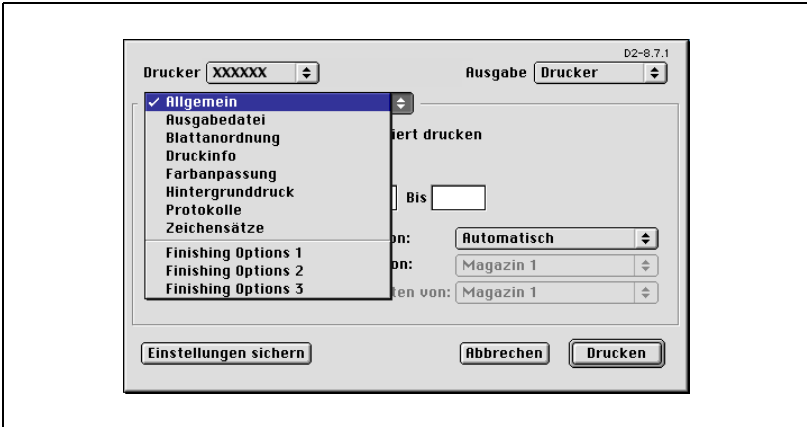 D2-8.7.1
Drucker XXXXXX Ausgabe Drucker
✓ Allgemein
Ausgabedatei
Blattanordnung iert drucken
Druckinfo
Farbanpassung
Hintergrunddruck Bis
Protokolle
Zeichensätze
on: Automatisch
Finishing Options 1
Finishing Options 2 on: Magazin 1
Finishing Options 3 ten von: Magazin 1
Einstellungen sichern Abbrechen Drucken